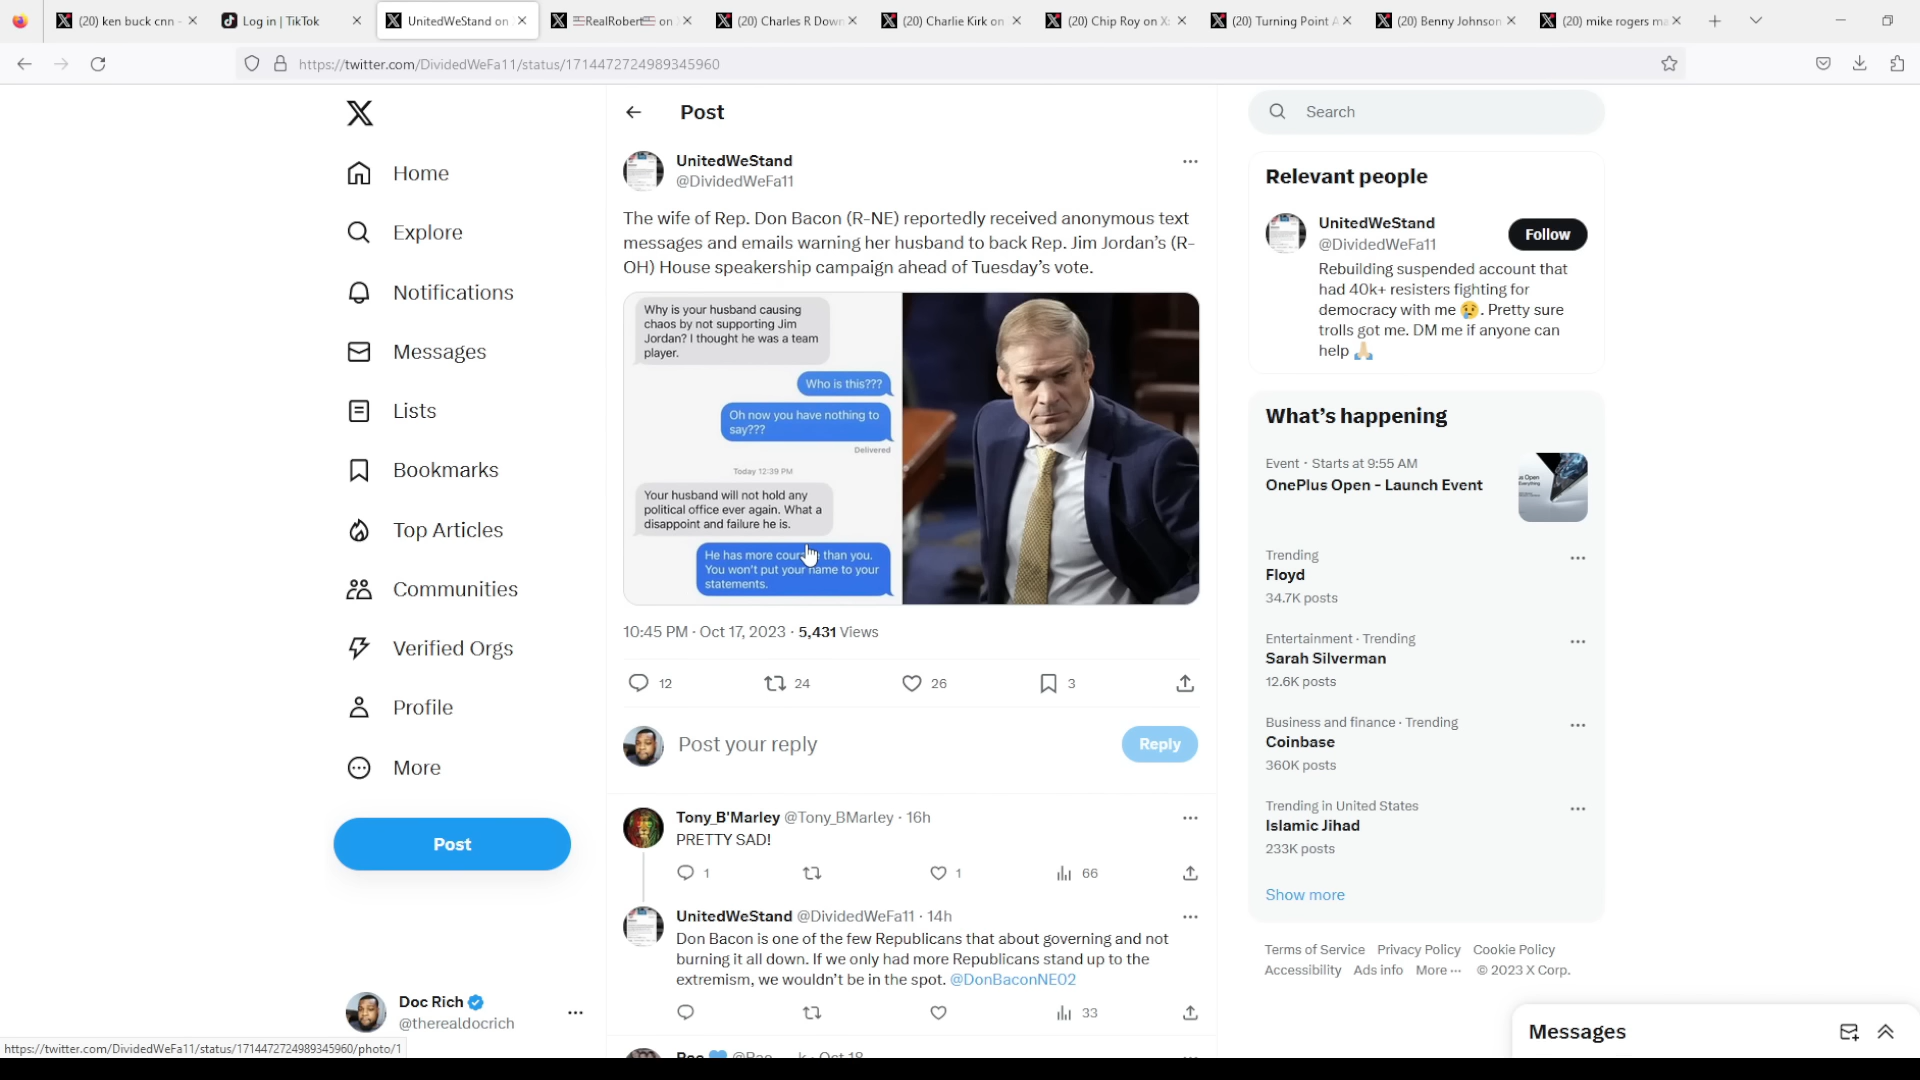 (20) ken buck cnn -
Log in | TikTok
UnitedWeStand on
RealRobert
on
(20) Charles R Down
(20) Charlie Kirk on
(20) Chip Roy on X:
(20) Turning Point A
(20) Benny Johnson
(20) mike rogers ma
https://twitter.com/DividedWeFa11/status/1714472724989345960
Home
Explore
Notifications
Messages
Lists
Bookmarks
Top Articles
Communities
Verified Orgs
Profile
More
Post
Doc Rich
@therealdocrich
https://twitter.com/DividedWeFa11/status/1714472724989345960/photo/1
Post
UnitedWeStand
@DividedWeFa11
The wife of Rep. Don Bacon (R-NE) reportedly received anonymous text
messages and emails warning her husband to back Rep. Jim Jordan’s (R-
OH) House speakership campaign ahead of Tuesday’s vote.
Why is your husband causing
chaos by not supporting Jim
Jordan? I thought he was a team
player.
Who is this???
Oh now you have nothing to
say???
Delivered
Today 12:39 PM
Your husband will not hold any
political office ever again. What a
disappoint and failure he is.
He has more courage than you.
You won’t put your name to your
statements.
10:45 PM · Oct 17, 2023 · 5,431 Views
12
24
26
3
Post your reply
Reply
Tony_B'Marley @Tony_BMarley · 16h
PRETTY SAD!
1
1
66
UnitedWeStand @DividedWeFa11 · 14h
Don Bacon is one of the few Republicans that about governing and not
burning it all down. If we only had more Republicans stand up to the
extremism, we wouldn’t be in the spot. @DonBaconNE02
33
Oct 18
Search
Relevant people
UnitedWeStand
@DividedWeFa11
Follow
Rebuilding suspended account that
had 40k+ resisters fighting for
democracy with me 😢. Pretty sure
trolls got me. DM me if anyone can
help 🙏🏼
What’s happening
Event · Starts at 9:55 AM
OnePlus Open - Launch Event
Trending
Floyd
34.7K posts
Entertainment · Trending
Sarah Silverman
12.6K posts
Business and finance · Trending
Coinbase
360K posts
Trending in United States
Islamic Jihad
233K posts
Show more
Terms of Service Privacy Policy Cookie Policy
Accessibility Ads info More ··· © 2023 X Corp.
Messages